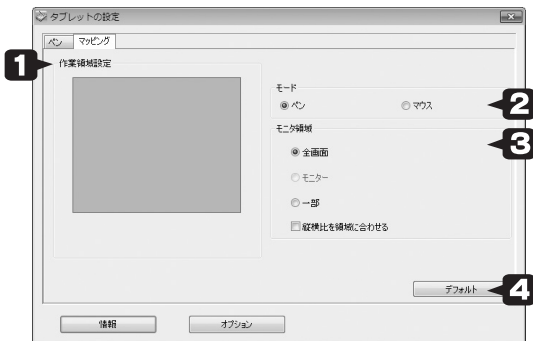 タブレットの設定
ペン マッピング
1 作業領域設定
モード
ペン マウス 2
モニタ領域 3
全画面
モニター
一部
縦横比を領域に合わせる
デフォルト 4
情報 オプション